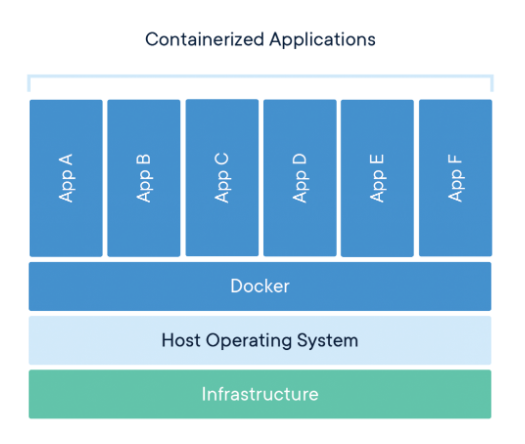 Containerized Applications
App A
App B
App C
App D
App E
App F
Docker
Host Operating System
Infrastructure